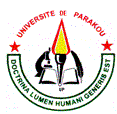 UNIVERSITE DE PARAKOU
UP
DOCTRINA LUMEN HUMANI GENERIS EST